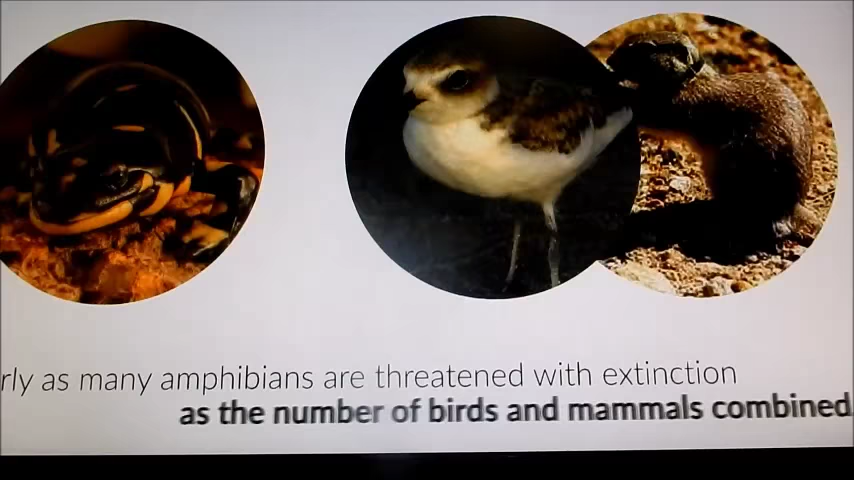 rly as many amphibians are threatened with extinction
as the number of birds and mammals combined